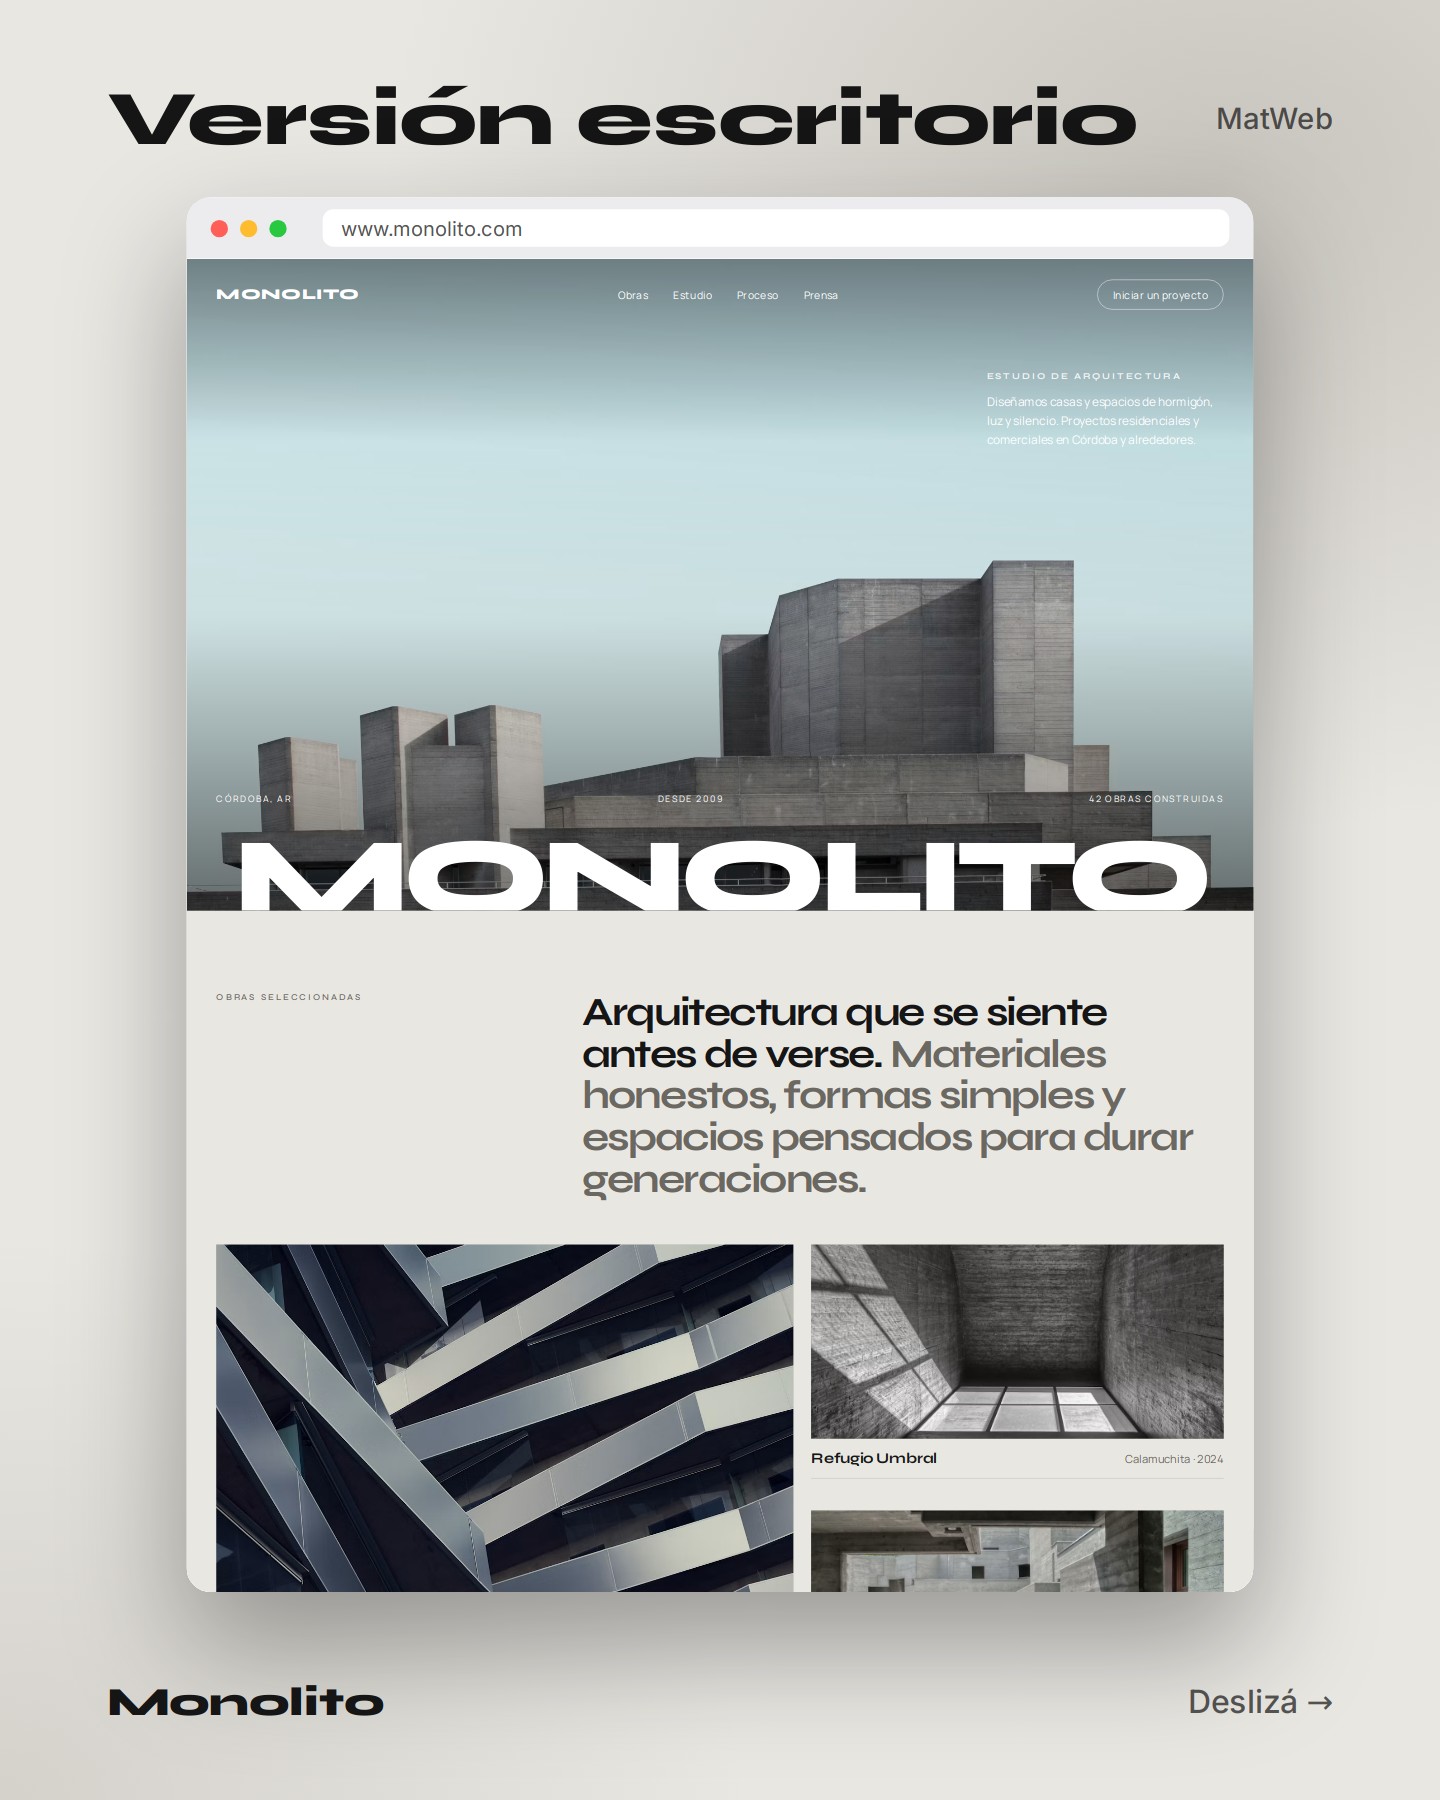 Versión escritorio
MatWeb
www.monolito.com
MONOLITO
Obras Estudio Proceso Prensa
Iniciar un proyecto
ESTUDIO DE ARQUITECTURA
Diseñamos casas y espacios de hormigón,
luz y silencio. Proyectos residenciales y
comerciales en Córdoba y alrededores.
CÓRDOBA, AR
DESDE 2009
42 OBRAS CONSTRUIDAS
MONOLITO
OBRAS SELECCIONADAS
Arquitectura que se siente
antes de verse. Materiales
honestos, formas simples y
espacios pensados para durar
generaciones.
Refugio Umbral
Calamuchita · 2024
Monolito
Deslizá →